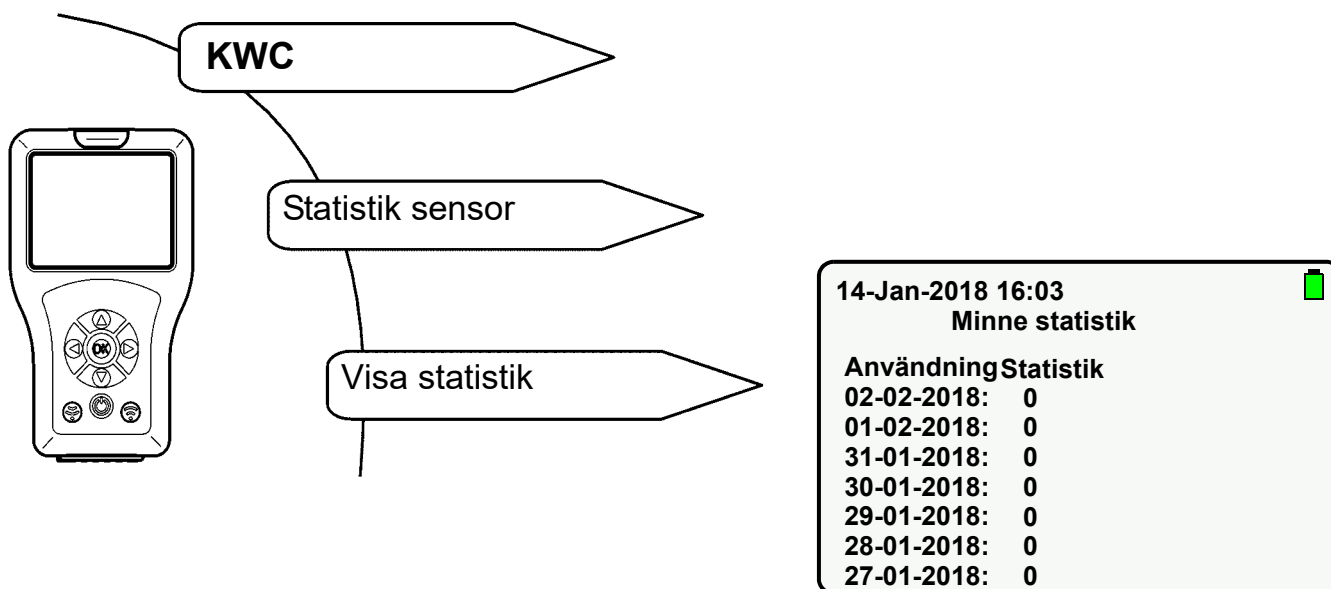 KWC
OK
Statistik sensor
Visa statistik
14-Jan-2018 16:03
Minne statistik
Användning Statistik
02-02-2018: 0
01-02-2018: 0
31-01-2018: 0
30-01-2018: 0
29-01-2018: 0
28-01-2018: 0
27-01-2018: 0